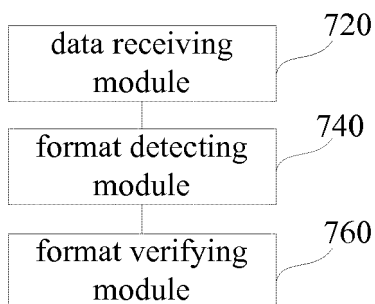 720
data receiving
module
740
format detecting
module
760
format verifying
module